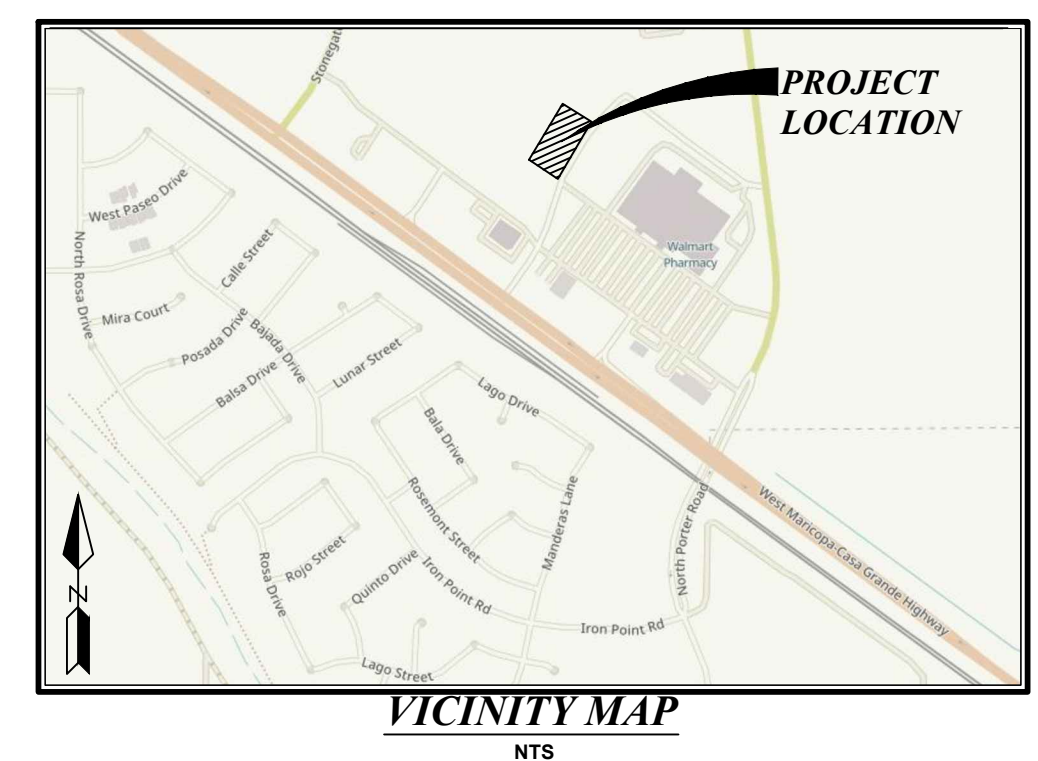 Stonegat
PROJECT
LOCATION
West Paseo Drive
Calle Street
Walmart
Pharmacy
North Rosa Drive
Mira Court
Posada Drive
Bajada Drive
Lunar Street
Balsa Drive
Lago Drive
Bala Drive
Rosemont Street
Manderas Lane
North Porter Road
West Maricopa-Casa Grande Highway
Rosa Drive
Rojo Street
Quinto Drive
Iron Point Rd
Iron Point Rd
Lago Street
N
VICINITY MAP
NTS